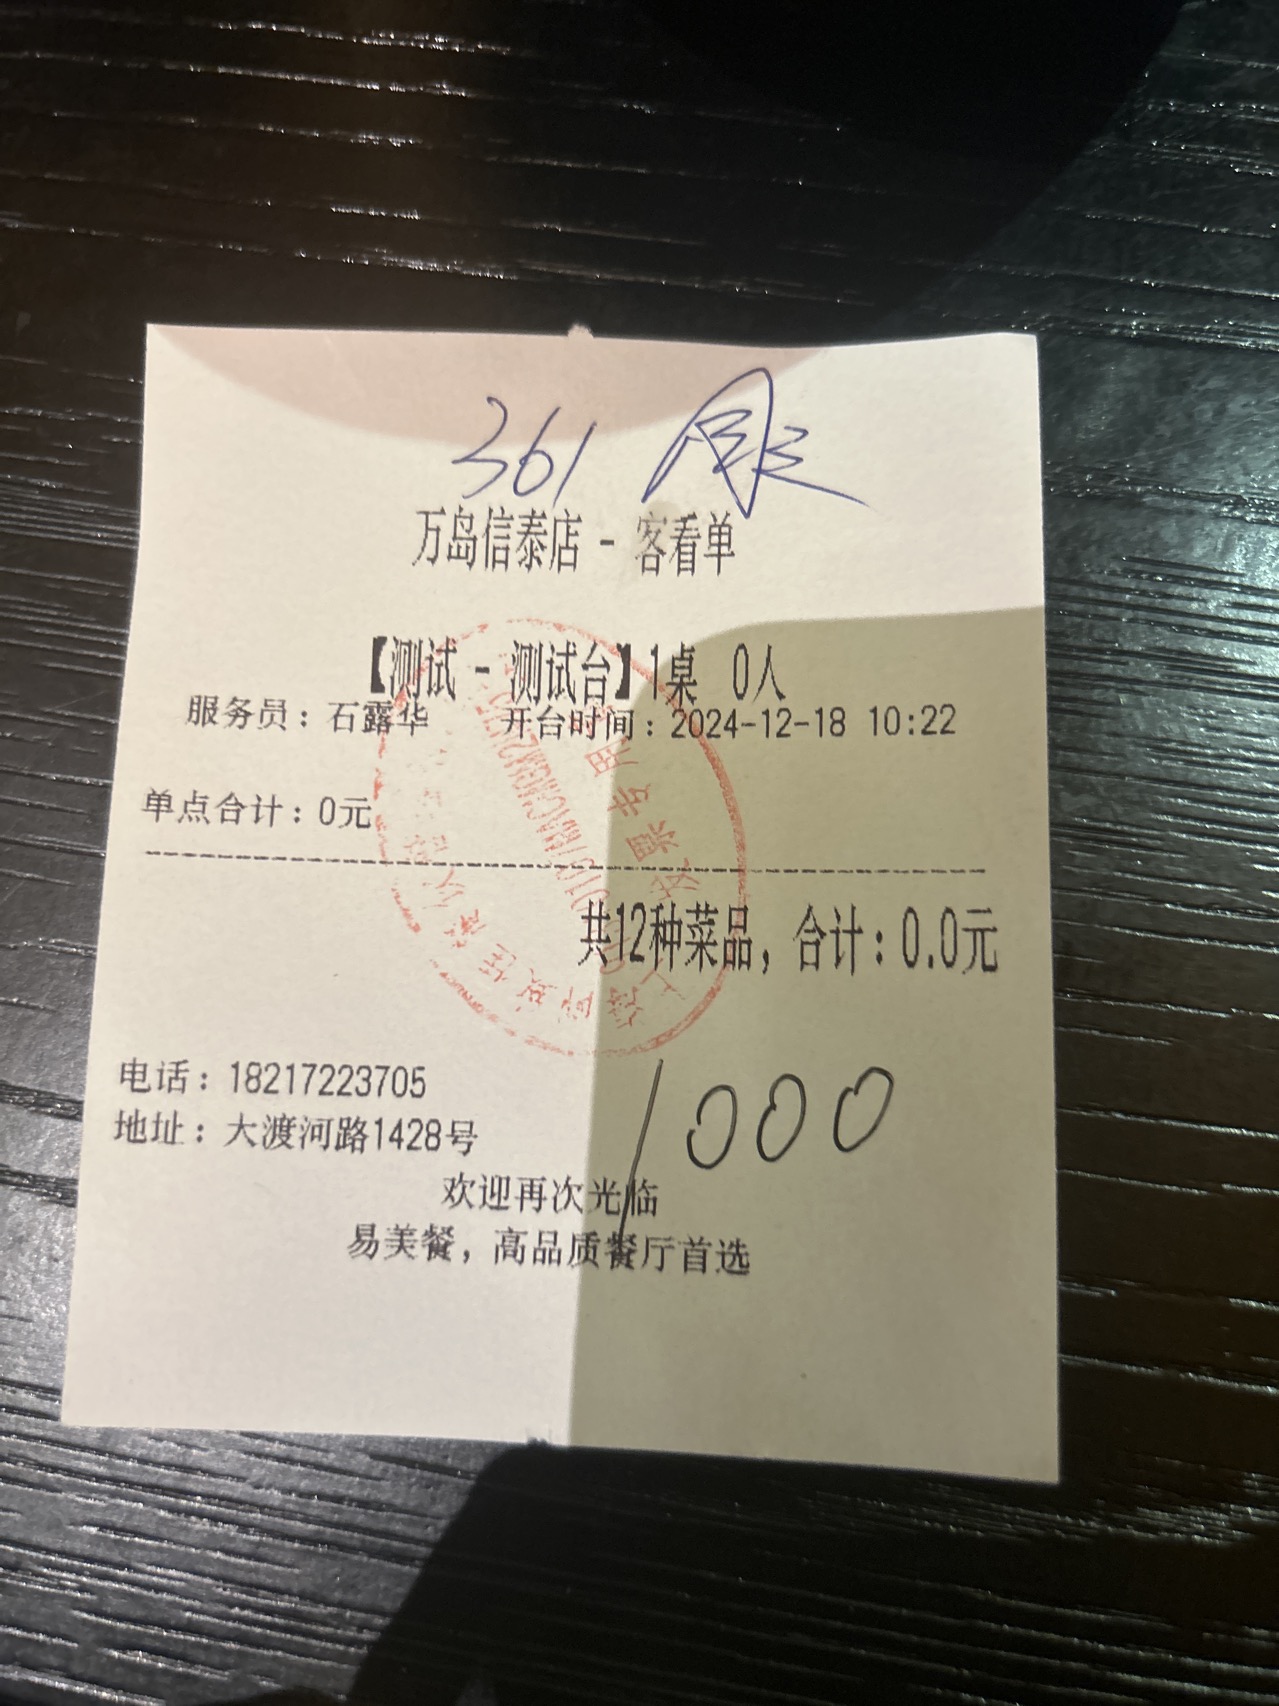 361
万岛信泰店 - 客看单
【测试 - 测试台】1桌 0人
服务员：石露华 开台时间：2024-12-18 10:22
单点合计：0元
共12种菜品，合计：0.0元
发票专用
电话：18217223705
地址：大渡河路1428号
1000
欢迎再次光临
易美餐，高品质餐厅首选